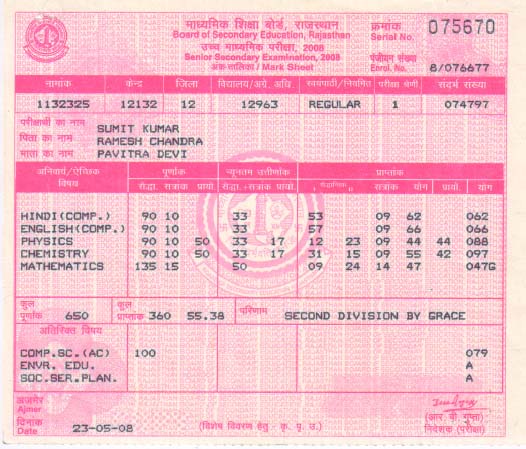 माध्यमिक शिक्षा बोर्ड, राजस्थान
Board of Secondary Education, Rajasthan
उच्च माध्यमिक परीक्षा, 2008
Senior Secondary Examination, 2008
अंक-तालिका / Mark Sheet
क्रमांक 075670
Serial No.
पंजीयन संख्या
Enrol. No. 8/076677
नामांक केन्द्र जिला विद्यालय/अग्रे. अधि. स्वयंपाठी/नियमित परीक्षा श्रेणी संदर्भ संख्या
1132325 12132 12 12963 REGULAR 1 074797
परीक्षार्थी का नाम SUMIT KUMAR
पिता का नाम RAMESH CHANDRA
माता का नाम PAVITRA DEVI
अनिवार्य/ऐच्छिक विषय पूर्णांक न्यूनतम उत्तीर्णांक प्राप्तांक
सैद्धा. सत्रांक प्रायो. सैद्धा. सत्रांक प्रायो. सैद्धान्तिक सत्रांक योग प्रायो. योग
HINDI(COMP.) 90 10 33 53 09 62 062
ENGLISH(COMP.) 90 10 33 57 09 66 066
PHYSICS 90 10 50 33 17 12 23 09 44 44 088
CHEMISTRY 90 10 50 33 17 31 15 09 55 42 097
MATHEMATICS 135 15 50 09 24 14 47 047G
कुल पूर्णांक 650 कुल प्राप्तांक 360 55.38 परिणाम SECOND DIVISION BY GRACE
अतिरिक्त विषय
COMP.SC.(AC) 100 079
ENVR. EDU. A
SOC.SER.PLAN. A
अजमेर
Ajmer
दिनांक
Date 23-05-08
(विशेष विवरण हेतु - कृ. पृ. उ.)
(आर. के. गुप्ता)
निदेशक (परीक्षा)